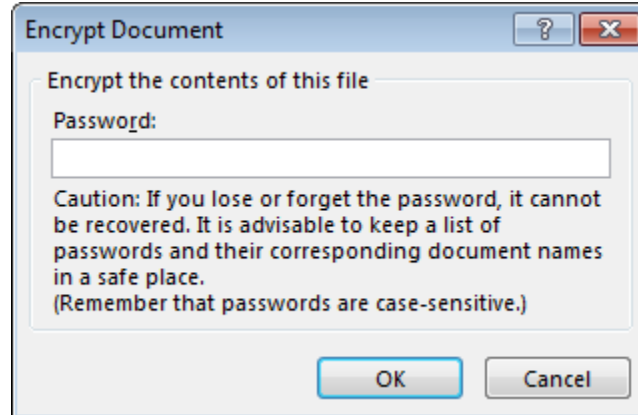 Encrypt Document
?
Encrypt the contents of this file
Password:
Caution: If you lose or forget the password, it cannot
be recovered. It is advisable to keep a list of
passwords and their corresponding document names
in a safe place.
(Remember that passwords are case-sensitive.)
OK
Cancel